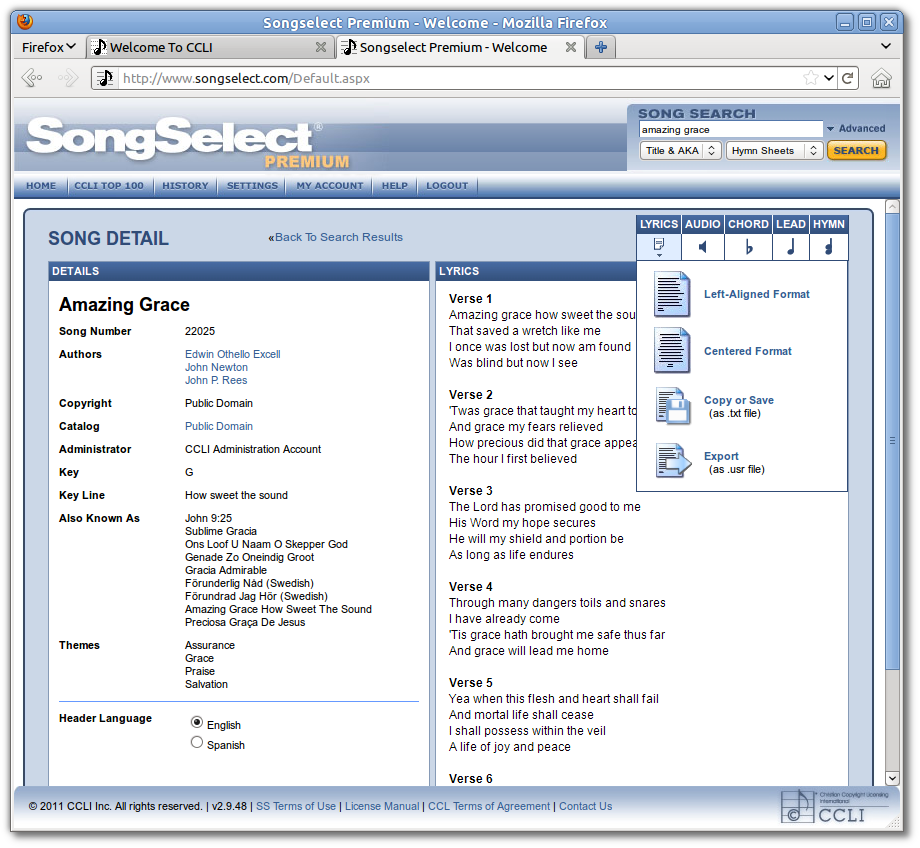 Songselect Premium - Welcome - Mozilla Firefox
Firefox
Welcome To CCLI
Songselect Premium - Welcome
http://www.songselect.com/Default.aspx
SongSelect®
PREMIUM
SONG SEARCH
amazing grace
Advanced
Title & AKA
Hymn Sheets
SEARCH
HOME
CCLI TOP 100
HISTORY
SETTINGS
MY ACCOUNT
HELP
LOGOUT
SONG DETAIL
«Back To Search Results
LYRICS
AUDIO
CHORD
LEAD
HYMN
Left-Aligned Format
Centered Format
Copy or Save
(as .txt file)
Export
(as .usr file)
DETAILS
Amazing Grace
Song Number 22025
Authors Edwin Othello Excell
John Newton
John P. Rees
Copyright Public Domain
Catalog Public Domain
Administrator CCLI Administration Account
Key G
Key Line How sweet the sound
Also Known As John 9:25
Sublime Gracia
Ons Loof U Naam O Skepper God
Genade Zo Oneindig Groot
Gracia Admirable
Förunderlig Nåd (Swedish)
Förundrad Jag Hör (Swedish)
Amazing Grace How Sweet The Sound
Preciosa Graça De Jesus
Themes Assurance
Grace
Praise
Salvation
Header Language English
Spanish
LYRICS
Verse 1
Amazing grace how sweet the sou
That saved a wretch like me
I once was lost but now am found
Was blind but now I see
Verse 2
'Twas grace that taught my heart to
And grace my fears relieved
How precious did that grace appea
The hour I first believed
Verse 3
The Lord has promised good to me
His Word my hope secures
He will my shield and portion be
As long as life endures
Verse 4
Through many dangers toils and snares
I have already come
'Tis grace hath brought me safe thus far
And grace will lead me home
Verse 5
Yea when this flesh and heart shall fail
And mortal life shall cease
I shall possess within the veil
A life of joy and peace
Verse 6
© 2011 CCLI Inc. All rights reserved. | v2.9.48 | SS Terms of Use | License Manual | CCL Terms of Agreement | Contact Us
Christian Copyright Licensing
International
CCLI